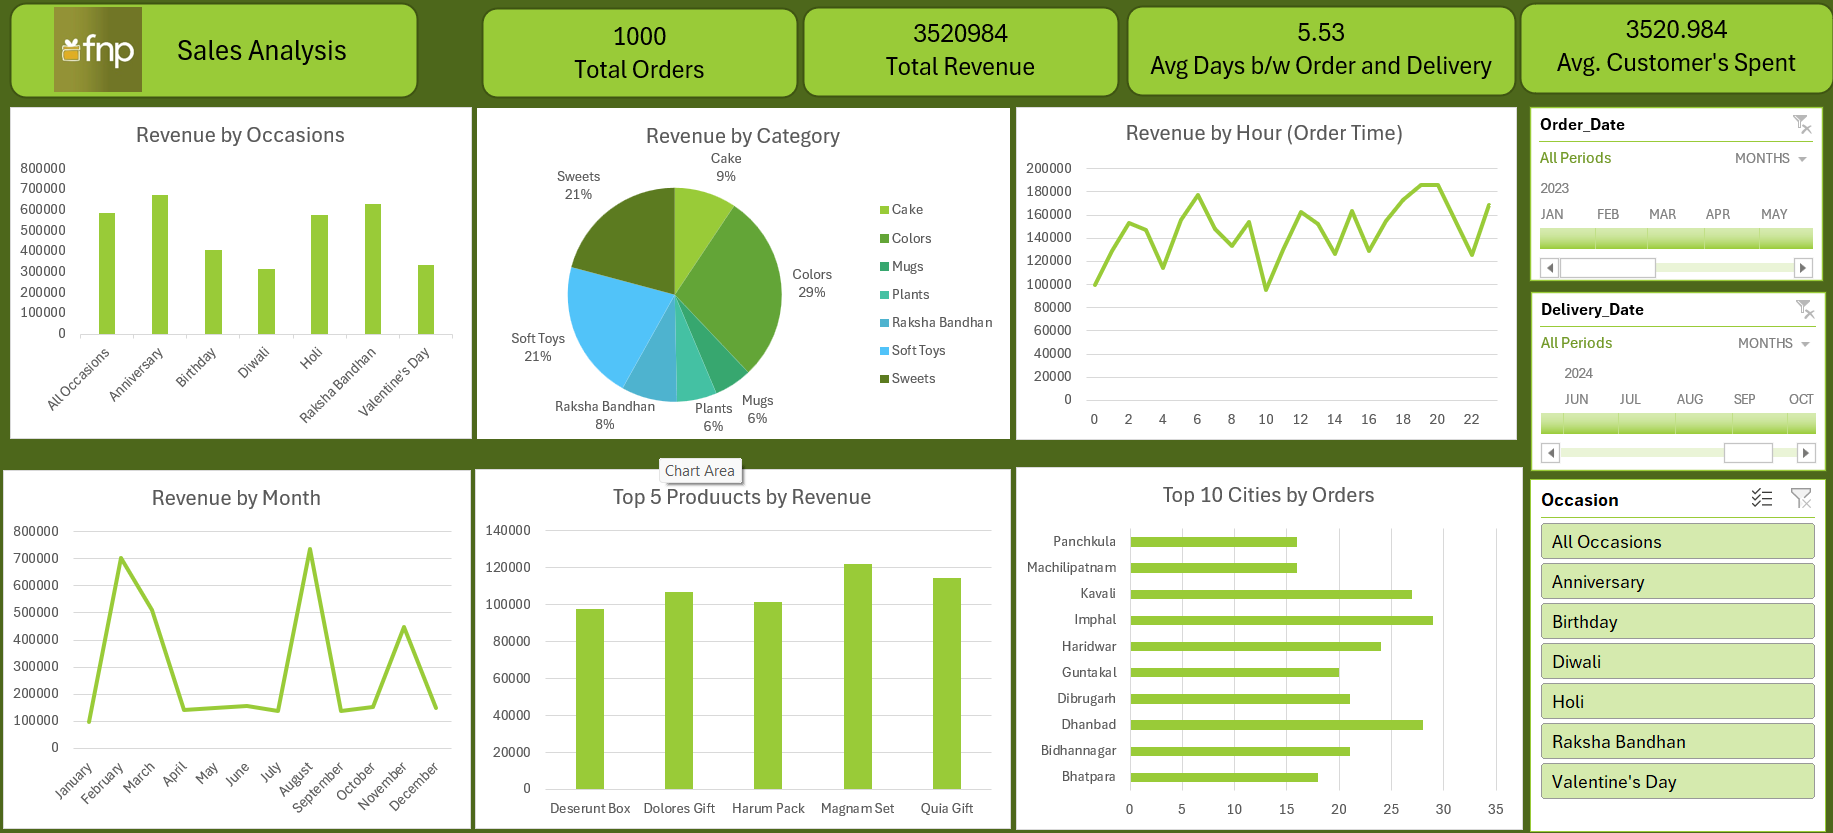 fnp
Sales Analysis
1000
Total Orders
3520984
Total Revenue
5.53
Avg Days b/w Order and Delivery
3520.984
Avg. Customer's Spent
Revenue by Occasions
800000
700000
600000
500000
400000
300000
200000
100000
0
All Occasions
Anniversary
Birthday
Diwali
Holi
Raksha Bandhan
Valentine's Day
Revenue by Category
Cake
9%
Sweets
21%
Colors
29%
Soft Toys
21%
Raksha Bandhan
8%
Plants
6%
Mugs
6%
Cake
Colors
Mugs
Plants
Raksha Bandhan
Soft Toys
Sweets
Revenue by Hour (Order Time)
200000
180000
160000
140000
120000
100000
80000
60000
40000
20000
0
0 2 4 6 8 10 12 14 16 18 20 22
Order_Date
All Periods MONTHS
2023
JAN FEB MAR APR MAY
Delivery_Date
All Periods MONTHS
2024
JUN JUL AUG SEP OCT
Chart Area
Revenue by Month
800000
700000
600000
500000
400000
300000
200000
100000
0
January
February
March
April
May
June
July
August
September
October
November
December
Top 5 Produucts by Revenue
140000
120000
100000
80000
60000
40000
20000
0
Deserunt Box Dolores Gift Harum Pack Magnam Set Quia Gift
Top 10 Cities by Orders
Panchkula
Machilipatnam
Kavali
Imphal
Haridwar
Guntakal
Dibrugarh
Dhanbad
Bidhannagar
Bhatpara
0 5 10 15 20 25 30 35
Occasion
All Occasions
Anniversary
Birthday
Diwali
Holi
Raksha Bandhan
Valentine's Day